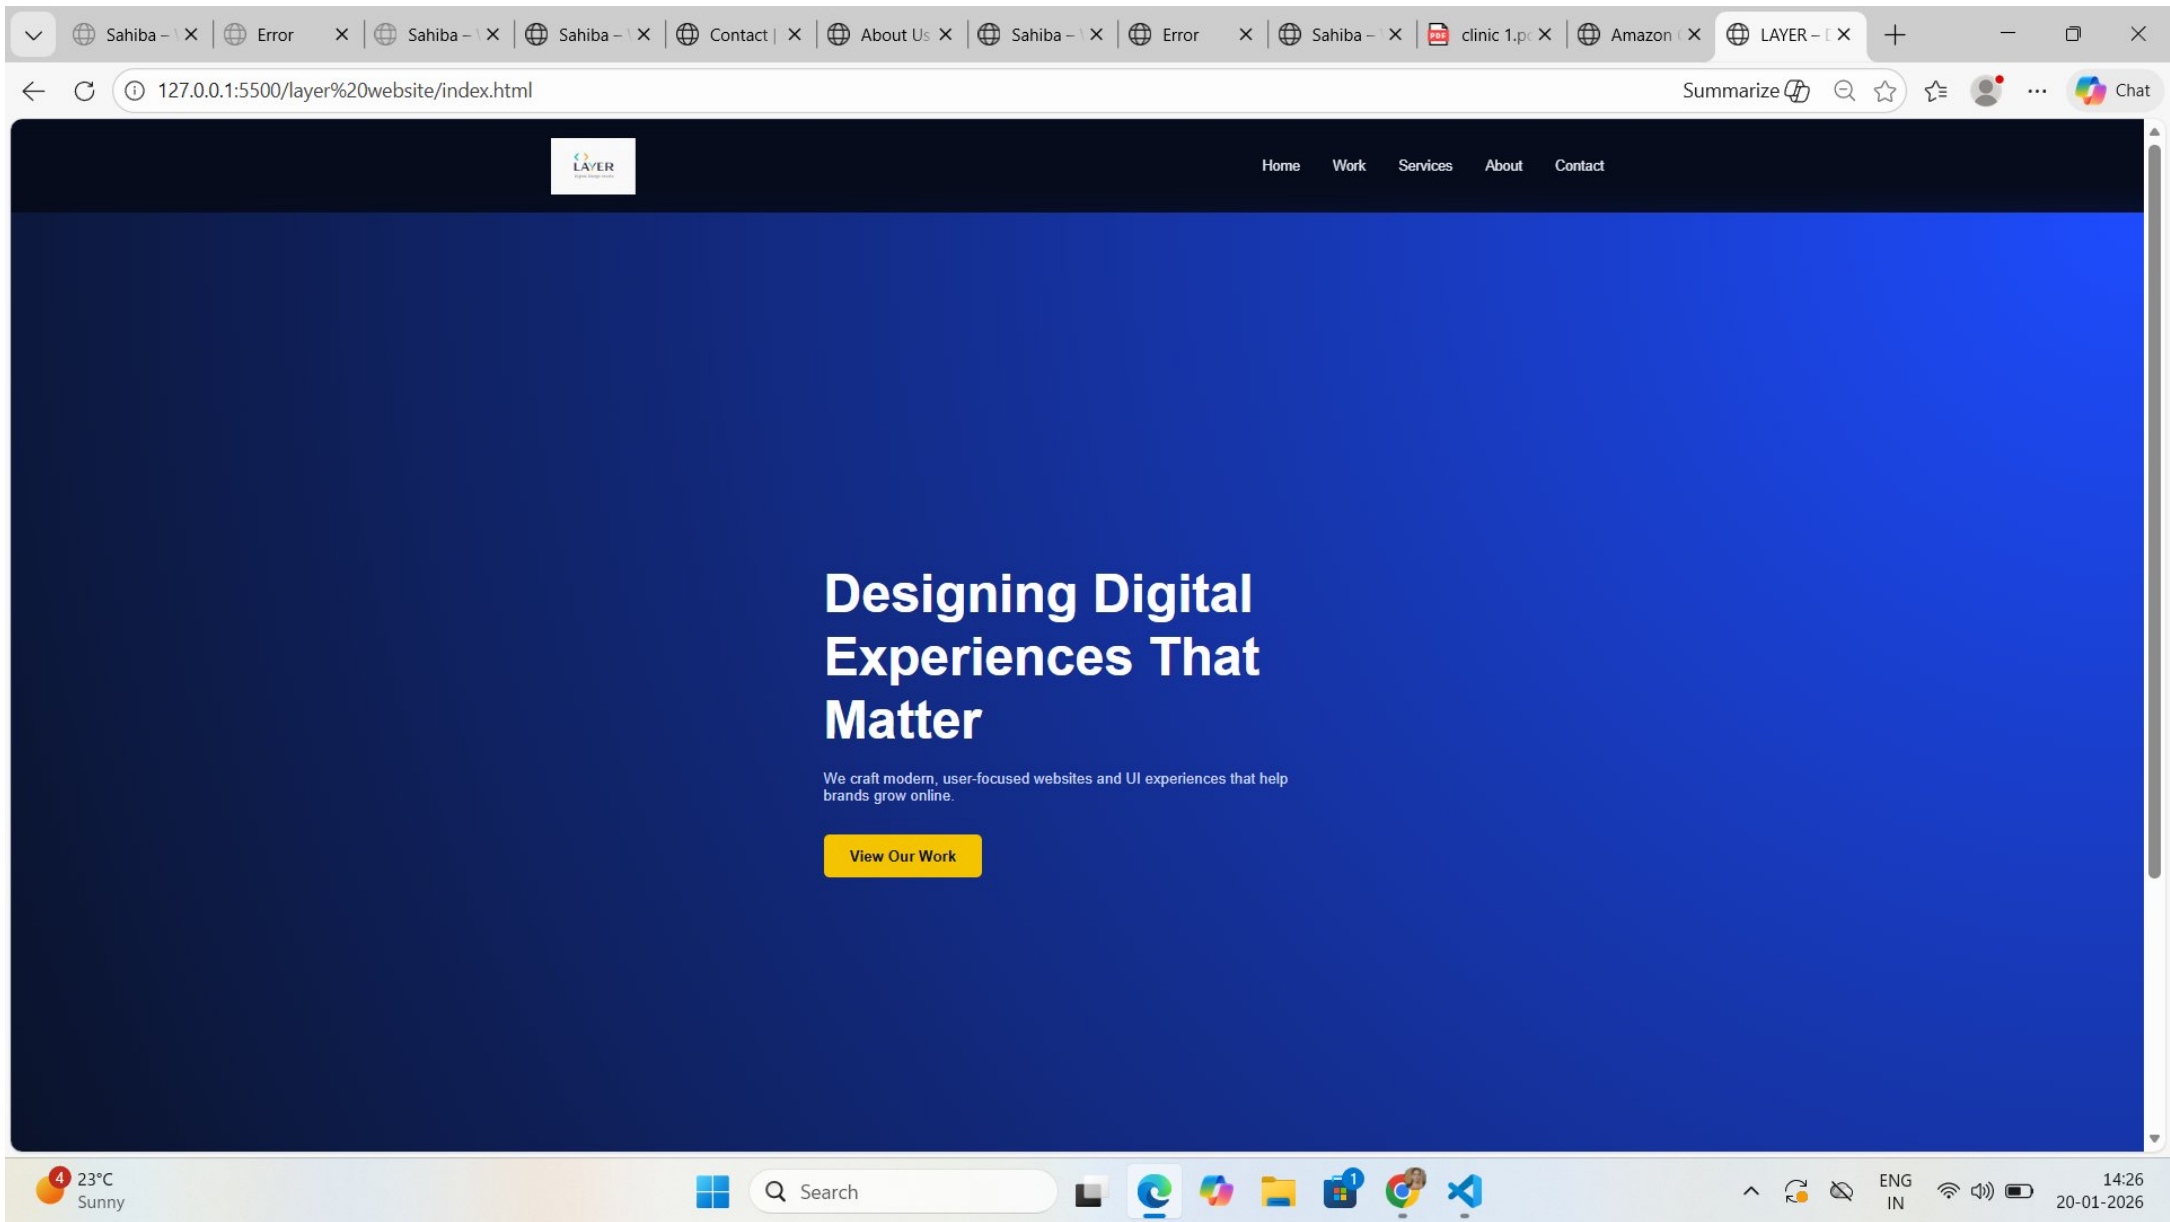 Sahiba –
Error
Sahiba –
Sahiba –
Contact |
About Us
Sahiba –
Error
Sahiba –
clinic 1.p
Amazon
LAYER –
127.0.0.1:5500/layer%20website/index.html
Summarize
Chat
LAYER
Home
Work
Services
About
Contact
Designing Digital
Experiences That
Matter
We craft modern, user-focused websites and UI experiences that help
brands grow online.
View Our Work
4
23°C
Sunny
Search
1
ENG
IN
14:26
20-01-2026